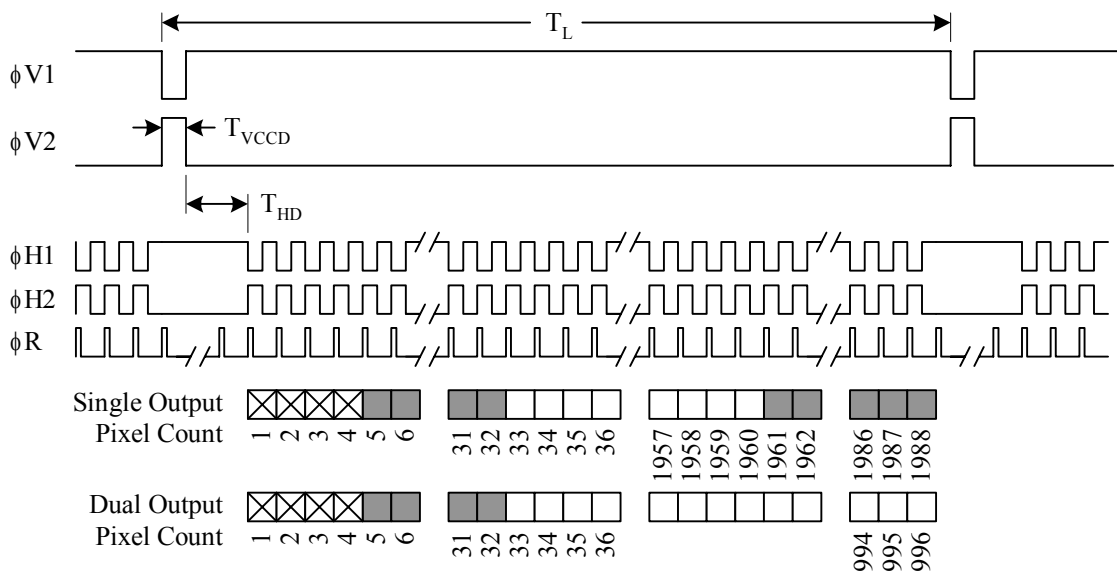 T_L
φV1
φV2
T_VCCD
T_HD
φH1
φH2
φR
Single Output
Pixel Count
1 2 3 4 5 6 31 32 33 34 35 36 1957 1958 1959 1960 1961 1962 1986 1987 1988
Dual Output
Pixel Count
1 2 3 4 5 6 31 32 33 34 35 36 994 995 996